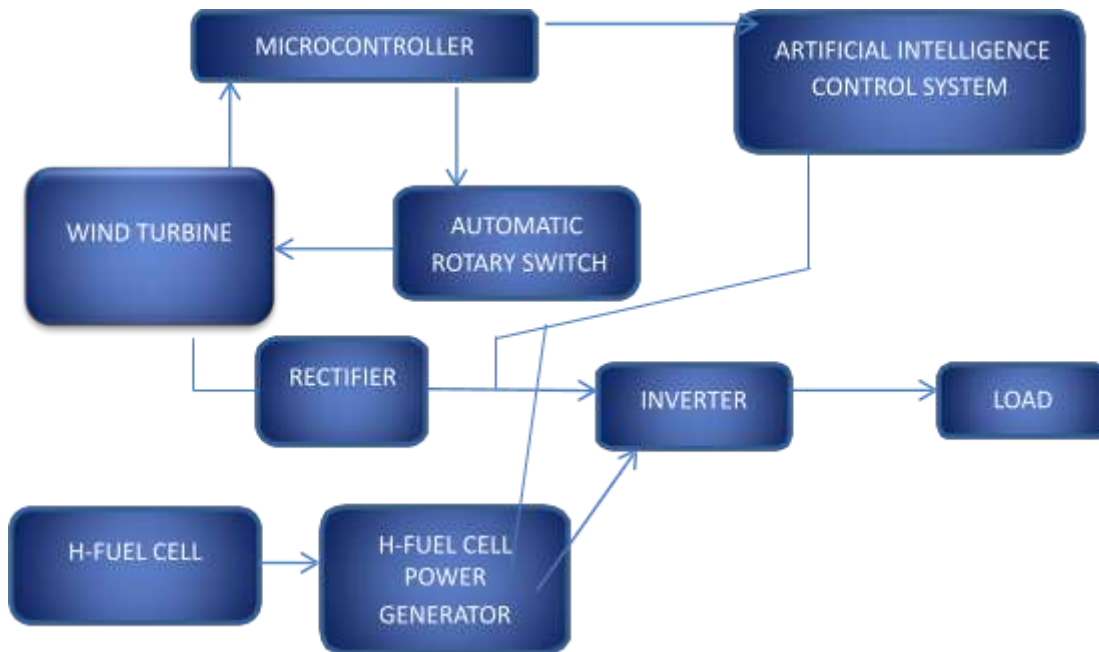 MICROCONTROLLER
ARTIFICIAL INTELLIGENCE
CONTROL SYSTEM
WIND TURBINE
AUTOMATIC
ROTARY SWITCH
RECTIFIER
INVERTER
LOAD
H-FUEL CELL
H-FUEL CELL
POWER
GENERATOR